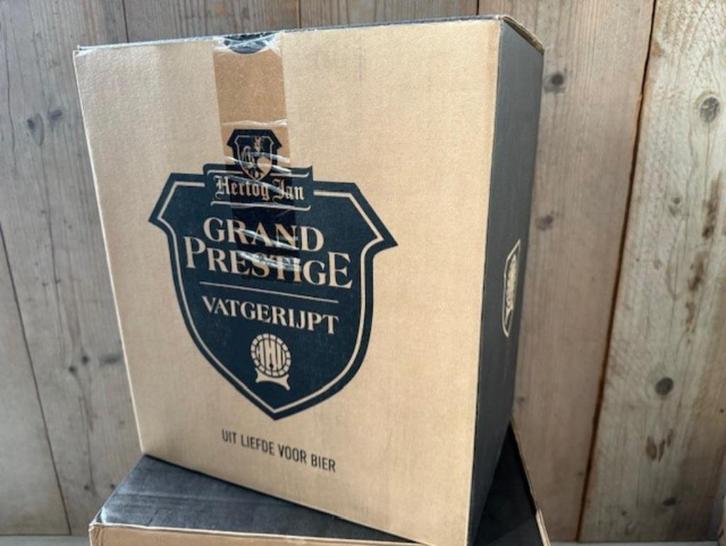 Hertog Jan
GRAND
PRESTIGE
VATGERIJPT
UIT LIEFDE VOOR BIER